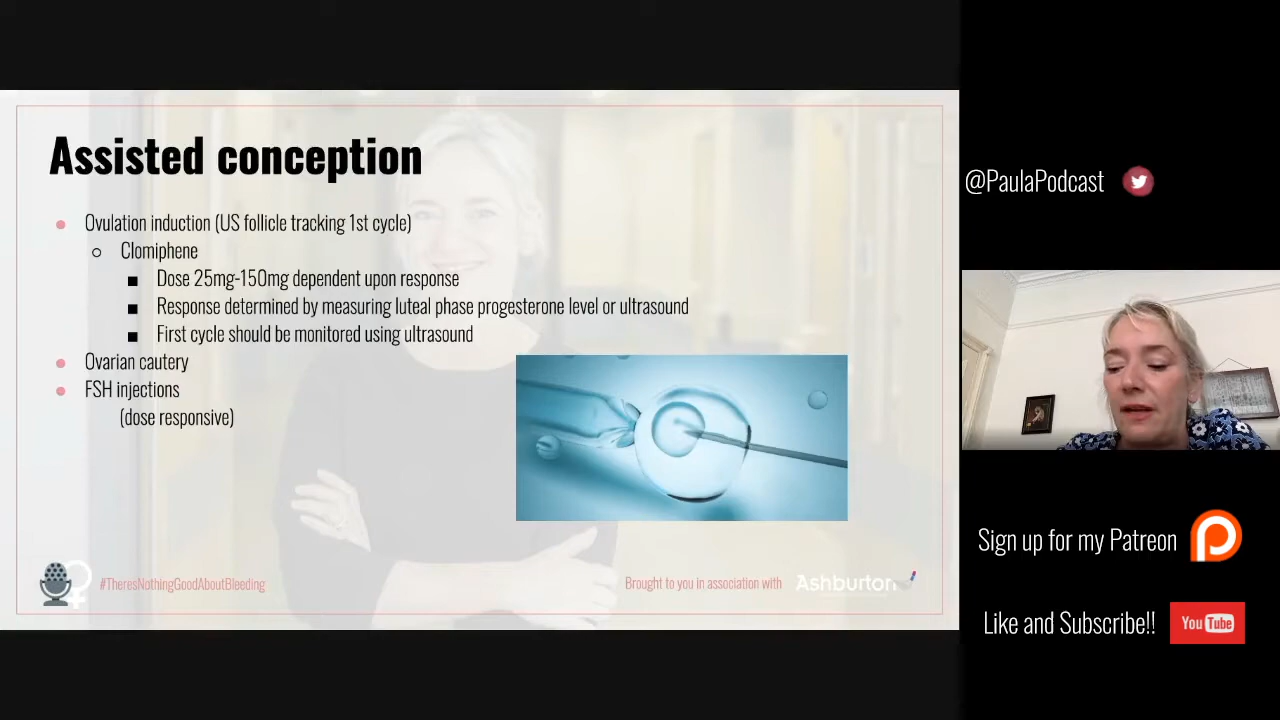 Assisted conception
Ovulation induction (US follicle tracking 1st cycle)
Clomiphene
Dose 25mg-150mg dependent upon response
Response determined by measuring luteal phase progesterone level or ultrasound
First cycle should be monitored using ultrasound
Ovarian cautery
FSH injections
(dose responsive)
#TheresNothingGoodAboutBleeding
Brought to you in association with
Ashburton
@PaulaPodcast
Sign up for my Patreon
Like and Subscribe!!
YouTube